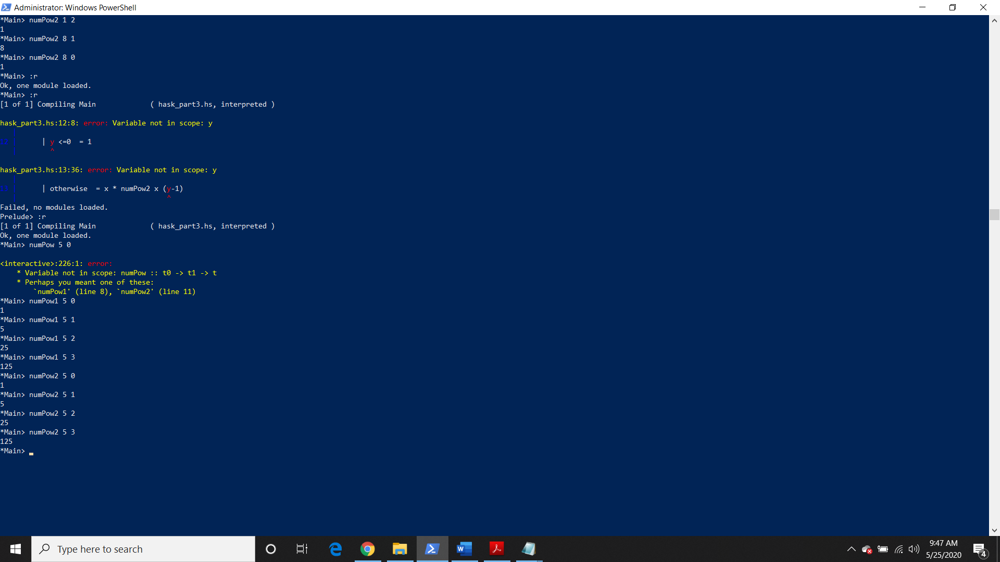 Administrator: Windows PowerShell
*Main> numPow2 1 2
1
*Main> numPow2 8 1
8
*Main> numPow2 8 0
1
*Main> :r
Ok, one module loaded.
*Main> :r
[1 of 1] Compiling Main             ( hask_part3.hs, interpreted )
hask_part3.hs:12:8: error: Variable not in scope: y
12 |        | y <=0  = 1
^
hask_part3.hs:13:36: error: Variable not in scope: y
13 |        | otherwise  = x * numPow2 x (y-1)
^
Failed, no modules loaded.
Prelude> :r
[1 of 1] Compiling Main             ( hask_part3.hs, interpreted )
Ok, one module loaded.
*Main> numPow 5 0
<interactive>:226:1: error:
    * Variable not in scope: numPow :: t0 -> t1 -> t
    * Perhaps you meant one of these:
        `numPow1' (line 8), `numPow2' (line 11)
*Main> numPow1 5 0
1
*Main> numPow1 5 1
5
*Main> numPow1 5 2
25
*Main> numPow1 5 3
125
*Main> numPow2 5 0
1
*Main> numPow2 5 1
5
*Main> numPow2 5 2
25
*Main> numPow2 5 3
125
*Main>
Type here to search
9:47 AM
5/25/2020
4